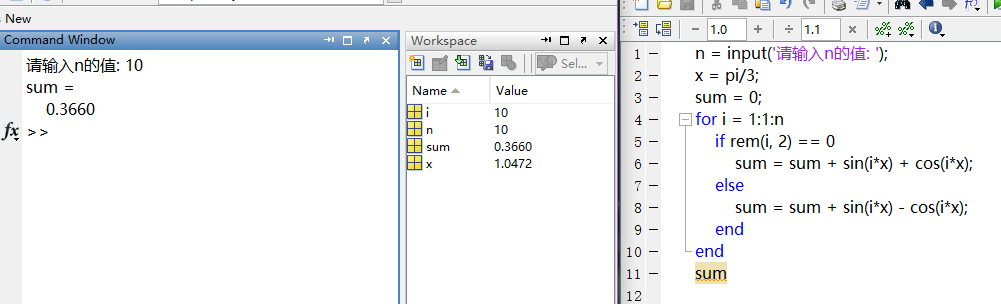 New
Command Window
请输入n的值: 10
sum =
0.3660
fx >>
Workspace
Sel...
Name Value
i 10
n 10
sum 0.3660
x 1.0472
− 1.0 + ÷ 1.1 ×
1 − n = input('请输入n的值: ');
2 − x = pi/3;
3 − sum = 0;
4 − for i = 1:1:n
5 − if rem(i, 2) == 0
6 − sum = sum + sin(i*x) + cos(i*x);
7 − else
8 − sum = sum + sin(i*x) - cos(i*x);
9 − end
10 − end
11 − sum
12